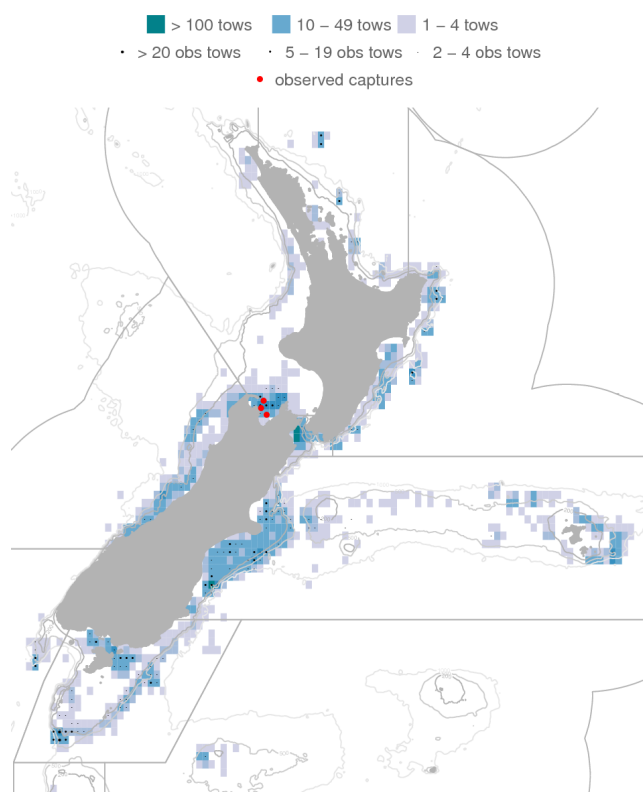 > 100 tows 10 − 49 tows 1 − 4 tows
> 20 obs tows 5 − 19 obs tows 2 − 4 obs tows
observed captures